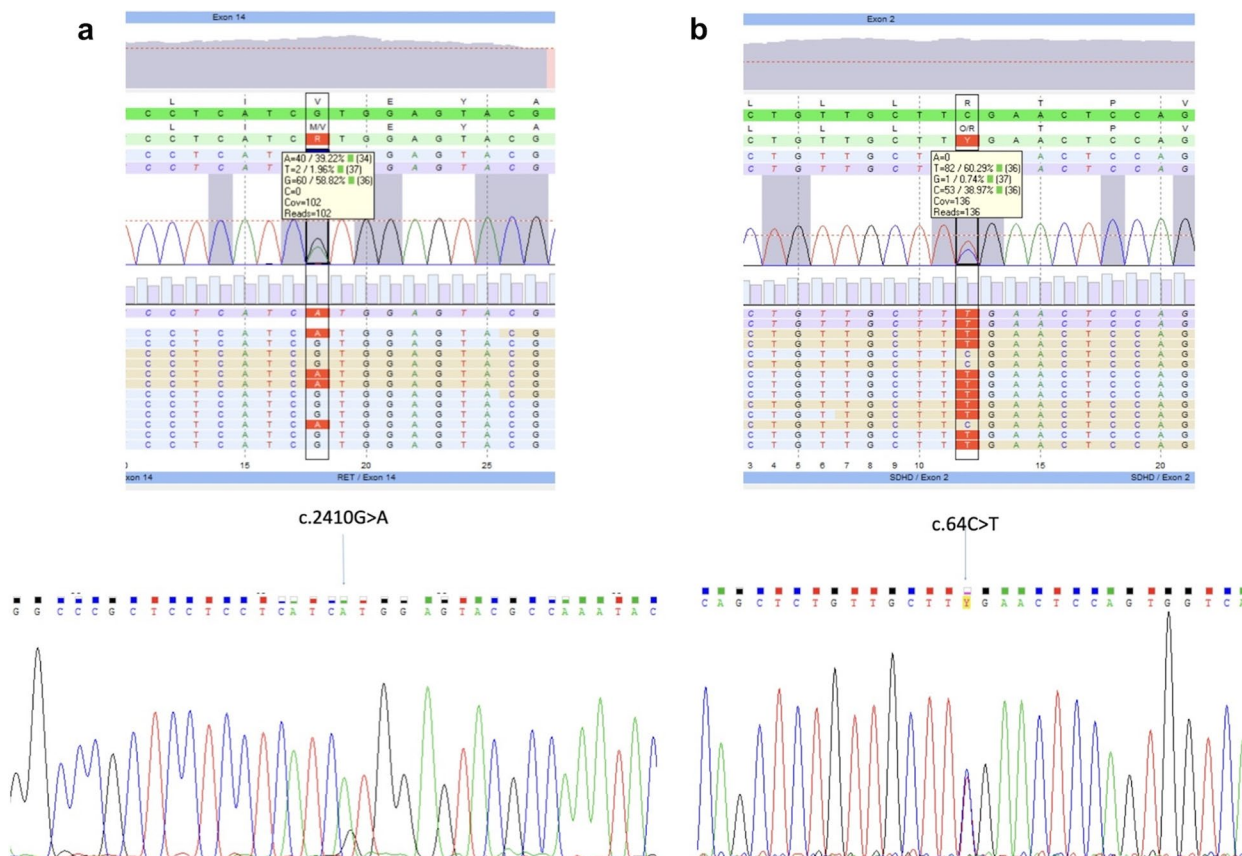 a
Exon 14
L I V E Y A
C C T C A T C G T G G A G T A C G
L I M/V E Y A
C C T C A T C R T G G A G T A C G
C C T C A T G A G T A C G
C C T C A T G A G T A C G
A=40 / 39.22% (34)
T=2 / 1.96% (37)
G=60 / 58.82% (36)
C=0
Cov=102
Reads=102
C C T C A T C A T G G A G T A C G
C C T C A T C A T G G A G T A C G
C C T C A T C G T G G A G T A C G
C C T C A T C G T G G A G T A C G
C C T C A T C G T G G A G T A C G
C C T C A T C A T G G A G T A C G
C C T C A T C A T G G A G T A C G
C C T C A T C G T G G A G T A C G
C C T C A T C G T G G A G T A C G
C C T C A T C G T G G A G T A C G
C C T C A T C A T G G A G T A C G
C C T C A T C G T G G A G T A C G
C C T C A T C G T G G A G T A C G
15 20 25
xon 14 RET / Exon 14
c.2410G>A
G G C C C G C T C C T C C T C A T C A T G G A G T A C G C C A A A T A C
b
Exon 2
L L L R T P V
C T G T T G C T T C G A A C T C C A G
L L L O/R T P V
C T G T T G C T T Y G A A C T C C A G
C T G T T G C T A C T C C A G
C T G T T G C T A C T C C A G
A=0
T=82 / 60.29% (36)
G=1 / 0.74% (37)
C=53 / 38.97% (36)
Cov=136
Reads=136
C T G T T G C T T T G A A C T C C A G
C T G T T G C T T T G A A C T C C A G
C T G T T G C T T T G A A C T C C A G
C T G T T G C T T T G A A C T C C A G
C T G T T G C T T C G A A C T C C A G
C T G T T G C T T T G A A C T C C A G
C T G T T G C T T T G A A C T C C A G
C T G T T G C T T T G A A C T C C A G
C T G T T G C T T T G A A C T C C A G
C T G T T G C T T T G A A C T C C A G
C T G T T G C T T C G A A C T C C A G
C T G T T G C T T T G A A C T C C A G
C T G T T G C T T T G A A C T C C A G
3 4 5 6 7 8 9 10 15 20
SDHD / Exon 2 SDHD / Exon 2
c.64C>T
C A G C T C T G T T G C T T Y G A A C T C C A G T G G T C A